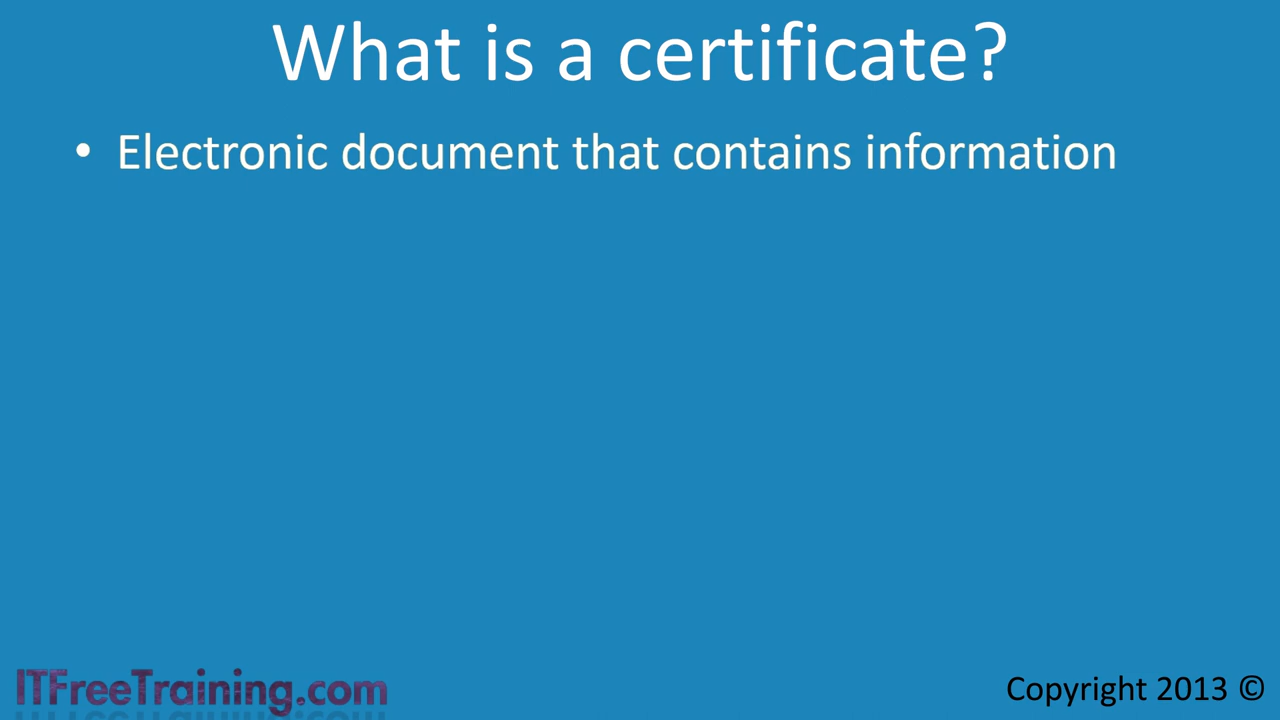 What is a certificate?
• Electronic document that contains information
ITFreeTraining.com
Copyright 2013 ©